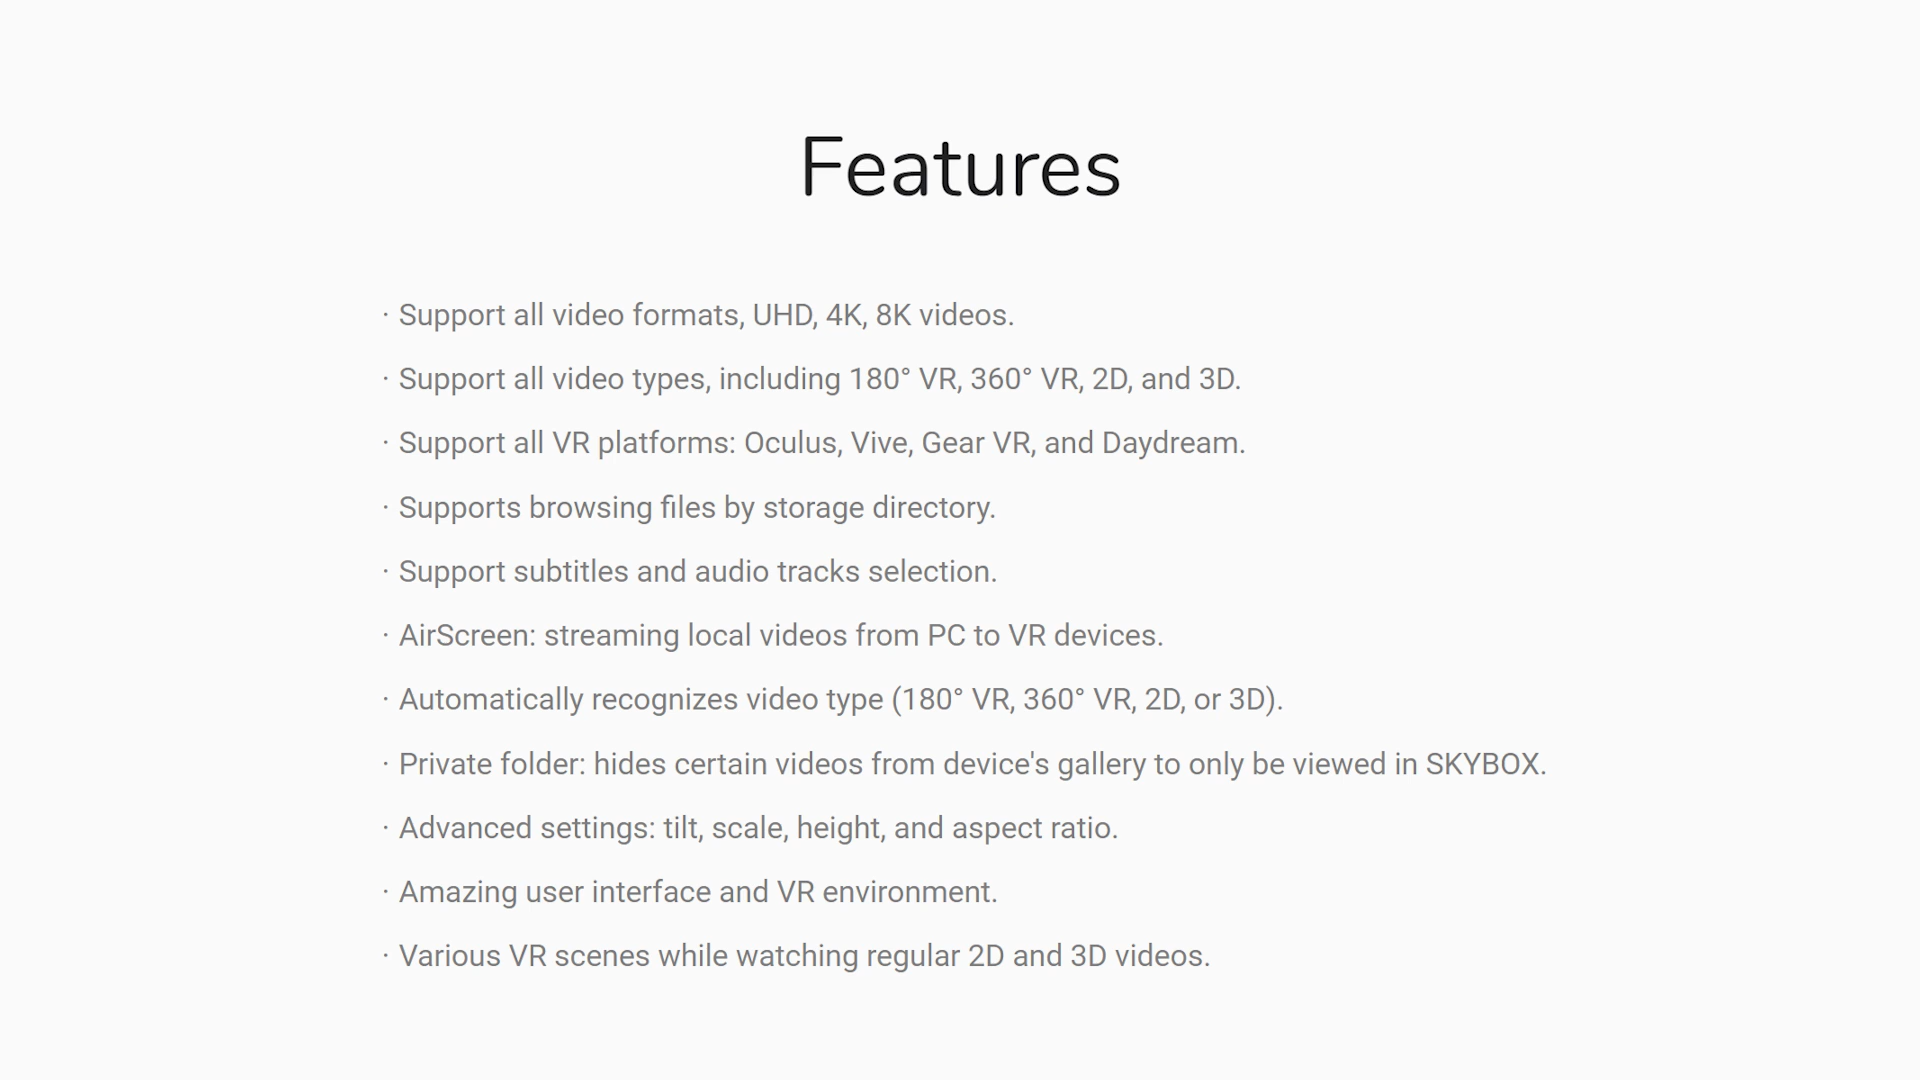 Features
· Support all video formats, UHD, 4K, 8K videos.
· Support all video types, including 180° VR, 360° VR, 2D, and 3D.
· Support all VR platforms: Oculus, Vive, Gear VR, and Daydream.
· Supports browsing files by storage directory.
· Support subtitles and audio tracks selection.
· AirScreen: streaming local videos from PC to VR devices.
· Automatically recognizes video type (180° VR, 360° VR, 2D, or 3D).
· Private folder: hides certain videos from device's gallery to only be viewed in SKYBOX.
· Advanced settings: tilt, scale, height, and aspect ratio.
· Amazing user interface and VR environment.
· Various VR scenes while watching regular 2D and 3D videos.